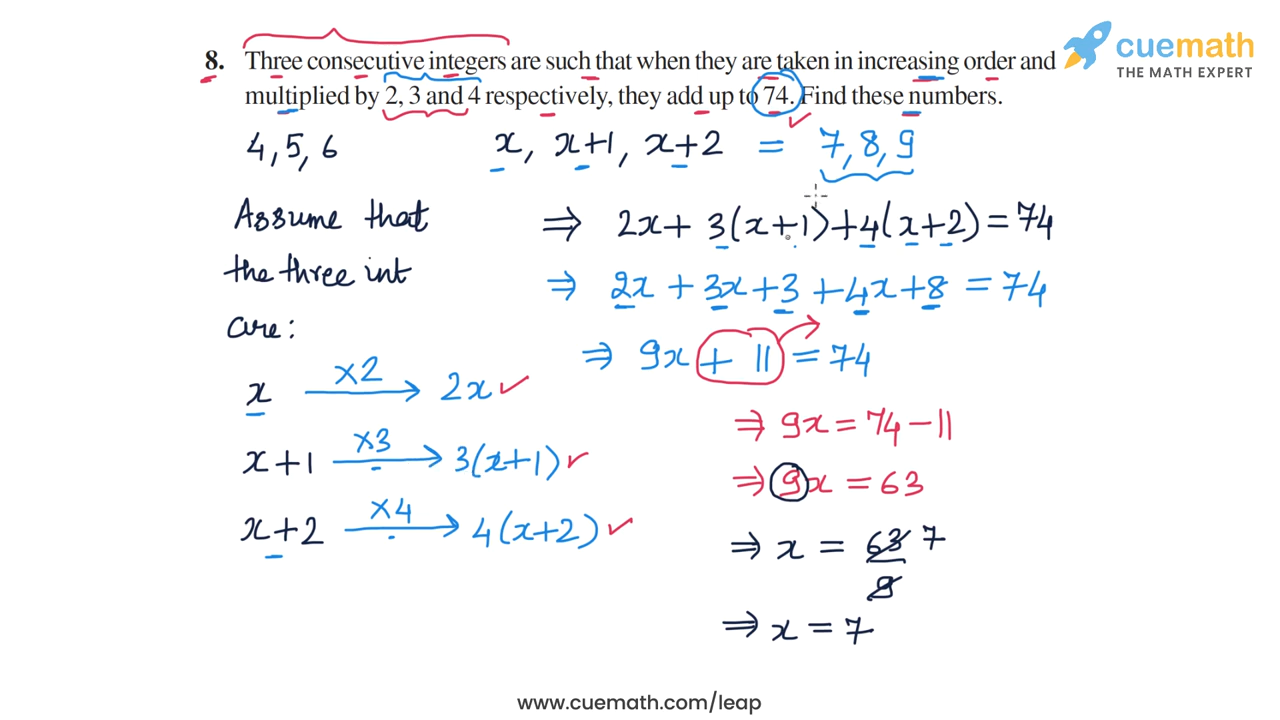 cuemath
THE MATH EXPERT
8. Three consecutive integers are such that when they are taken in increasing order and
multiplied by 2, 3 and 4 respectively, they add up to 74. Find these numbers.
4, 5, 6
x, x+1, x+2 = 7, 8, 9
Assume that
the three int
are:
x ×2 → 2x ✓
x+1 ×3 → 3(x+1) ✓
x+2 ×4 → 4(x+2) ✓
⇒ 2x + 3(x+1) + 4(x+2) = 74
⇒ 2x + 3x + 3 + 4x + 8 = 74
⇒ 9x + 11 = 74
⇒ 9x = 74 − 11
⇒ 9x = 63
⇒ x = 63/9 7
⇒ x = 7
www.cuemath.com/leap